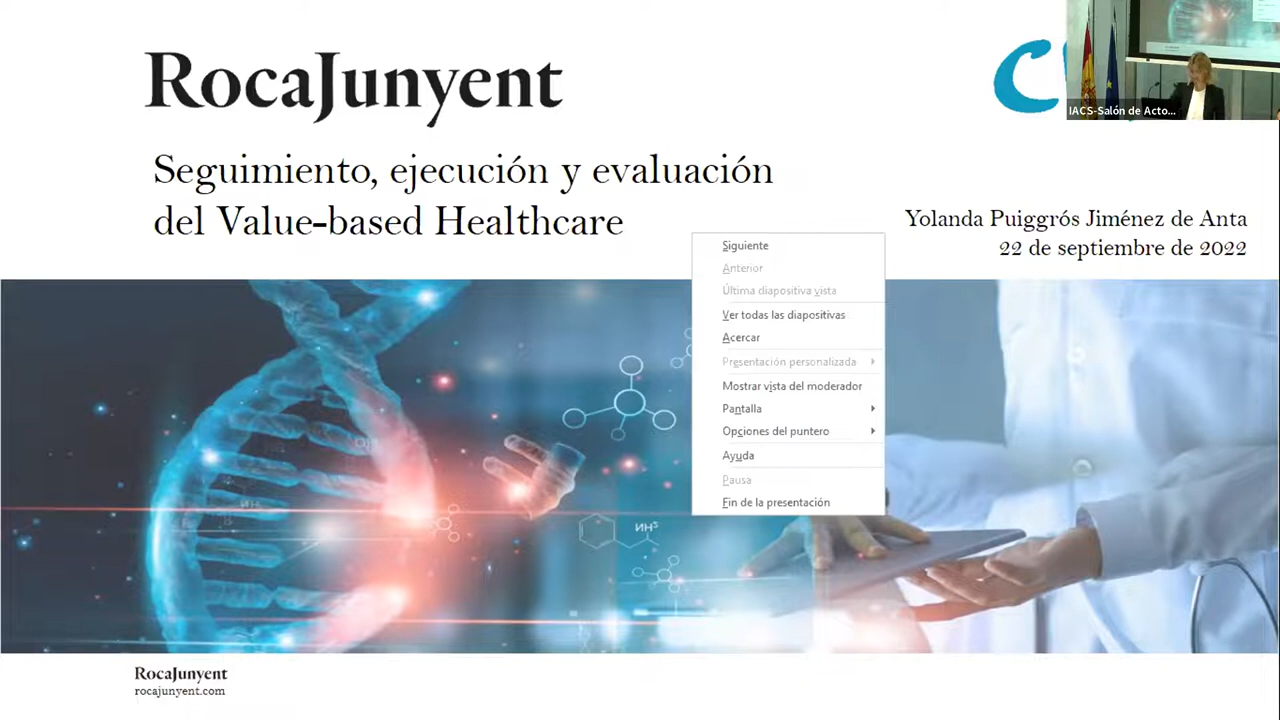 RocaJunyent
C
IACS-Salón de Acto...
Seguimiento, ejecución y evaluación
del Value-based Healthcare
Yolanda Puiggrós Jiménez de Anta
22 de septiembre de 2022
Siguiente
Anterior
Última diapositiva vista
Ver todas las diapositivas
Acercar
Presentación personalizada
Mostrar vista del moderador
Pantalla
Opciones del puntero
Ayuda
Pausa
Fin de la presentación
RocaJunyent
rocajunyent.com